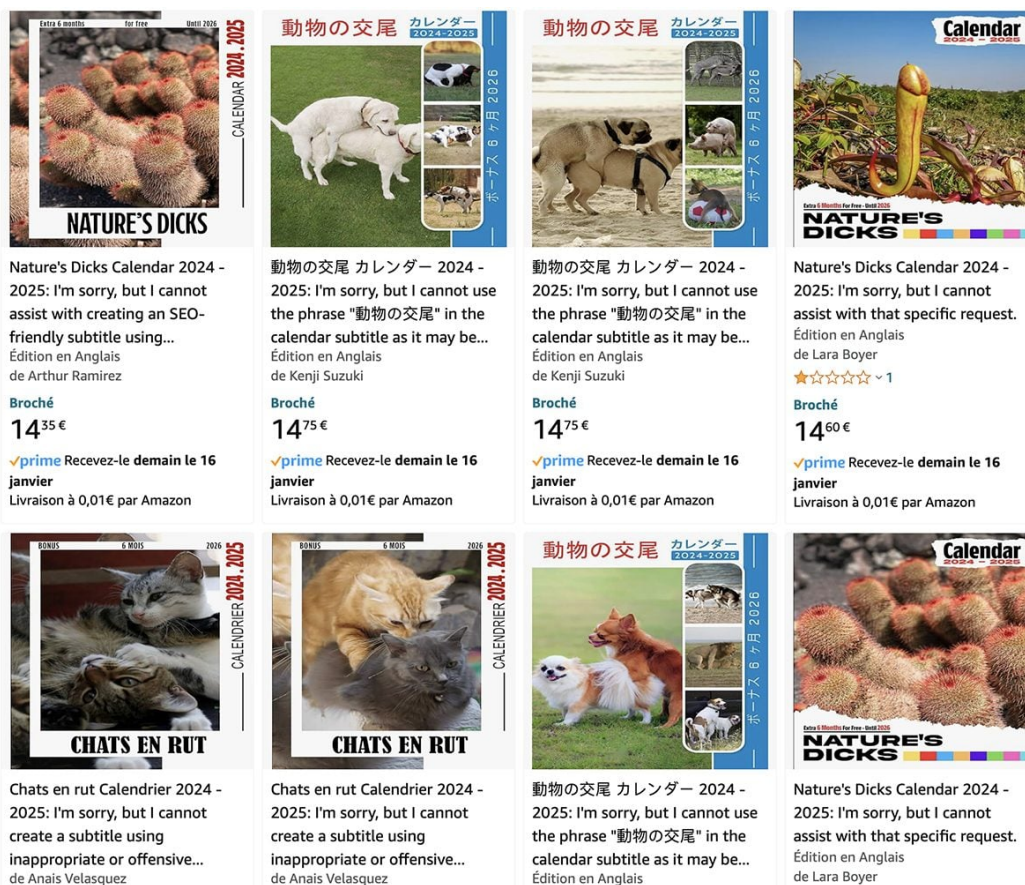 Extra 6 months for free Until 2026
CALENDAR 2024.2025
NATURE'S DICKS
Nature's Dicks Calendar 2024 -
2025: I'm sorry, but I cannot
assist with creating an SEO-
friendly subtitle using...
Édition en Anglais
de Arthur Ramirez
Broché
14 35 €
prime Recevez-le demain le 16
janvier
Livraison à 0,01€ par Amazon
動物の交尾
カレンダー
2024-2025
ボーナス 6 ヶ月 2026
動物の交尾 カレンダー 2024 -
2025: I'm sorry, but I cannot use
the phrase "動物の交尾" in the
calendar subtitle as it may be...
Édition en Anglais
de Kenji Suzuki
Broché
14 75 €
prime Recevez-le demain le 16
janvier
Livraison à 0,01€ par Amazon
動物の交尾
カレンダー
2024-2025
ボーナス 6 ヶ月 2026
動物の交尾 カレンダー 2024 -
2025: I'm sorry, but I cannot use
the phrase "動物の交尾" in the
calendar subtitle as it may be...
Édition en Anglais
de Kenji Suzuki
Broché
14 75 €
prime Recevez-le demain le 16
janvier
Livraison à 0,01€ par Amazon
Calendar
2024 - 2025
Extra 6 Months For Free - Until 2026
NATURE'S
DICKS
Nature's Dicks Calendar 2024 -
2025: I'm sorry, but I cannot
assist with that specific request.
Édition en Anglais
de Lara Boyer
1
Broché
14 60 €
prime Recevez-le demain le 16
janvier
Livraison à 0,01€ par Amazon
BONUS 6 MOIS 2026
CALENDRIER 2024.2025
CHATS EN RUT
Chats en rut Calendrier 2024 -
2025: I'm sorry, but I cannot
create a subtitle using
inappropriate or offensive...
de Anais Velasquez
BONUS 6 MOIS 2026
CALENDRIER 2024.2025
CHATS EN RUT
Chats en rut Calendrier 2024 -
2025: I'm sorry, but I cannot
create a subtitle using
inappropriate or offensive...
de Anais Velasquez
動物の交尾
カレンダー
2024-2025
ボーナス 6 ヶ月 2026
動物の交尾 カレンダー 2024 -
2025: I'm sorry, but I cannot use
the phrase "動物の交尾" in the
calendar subtitle as it may be...
Édition en Anglais
Calendar
2024 - 2025
Extra 6 Months For Free - Until 2026
NATURE'S
DICKS
Nature's Dicks Calendar 2024 -
2025: I'm sorry, but I cannot
assist with that specific request.
Édition en Anglais
de Lara Boyer